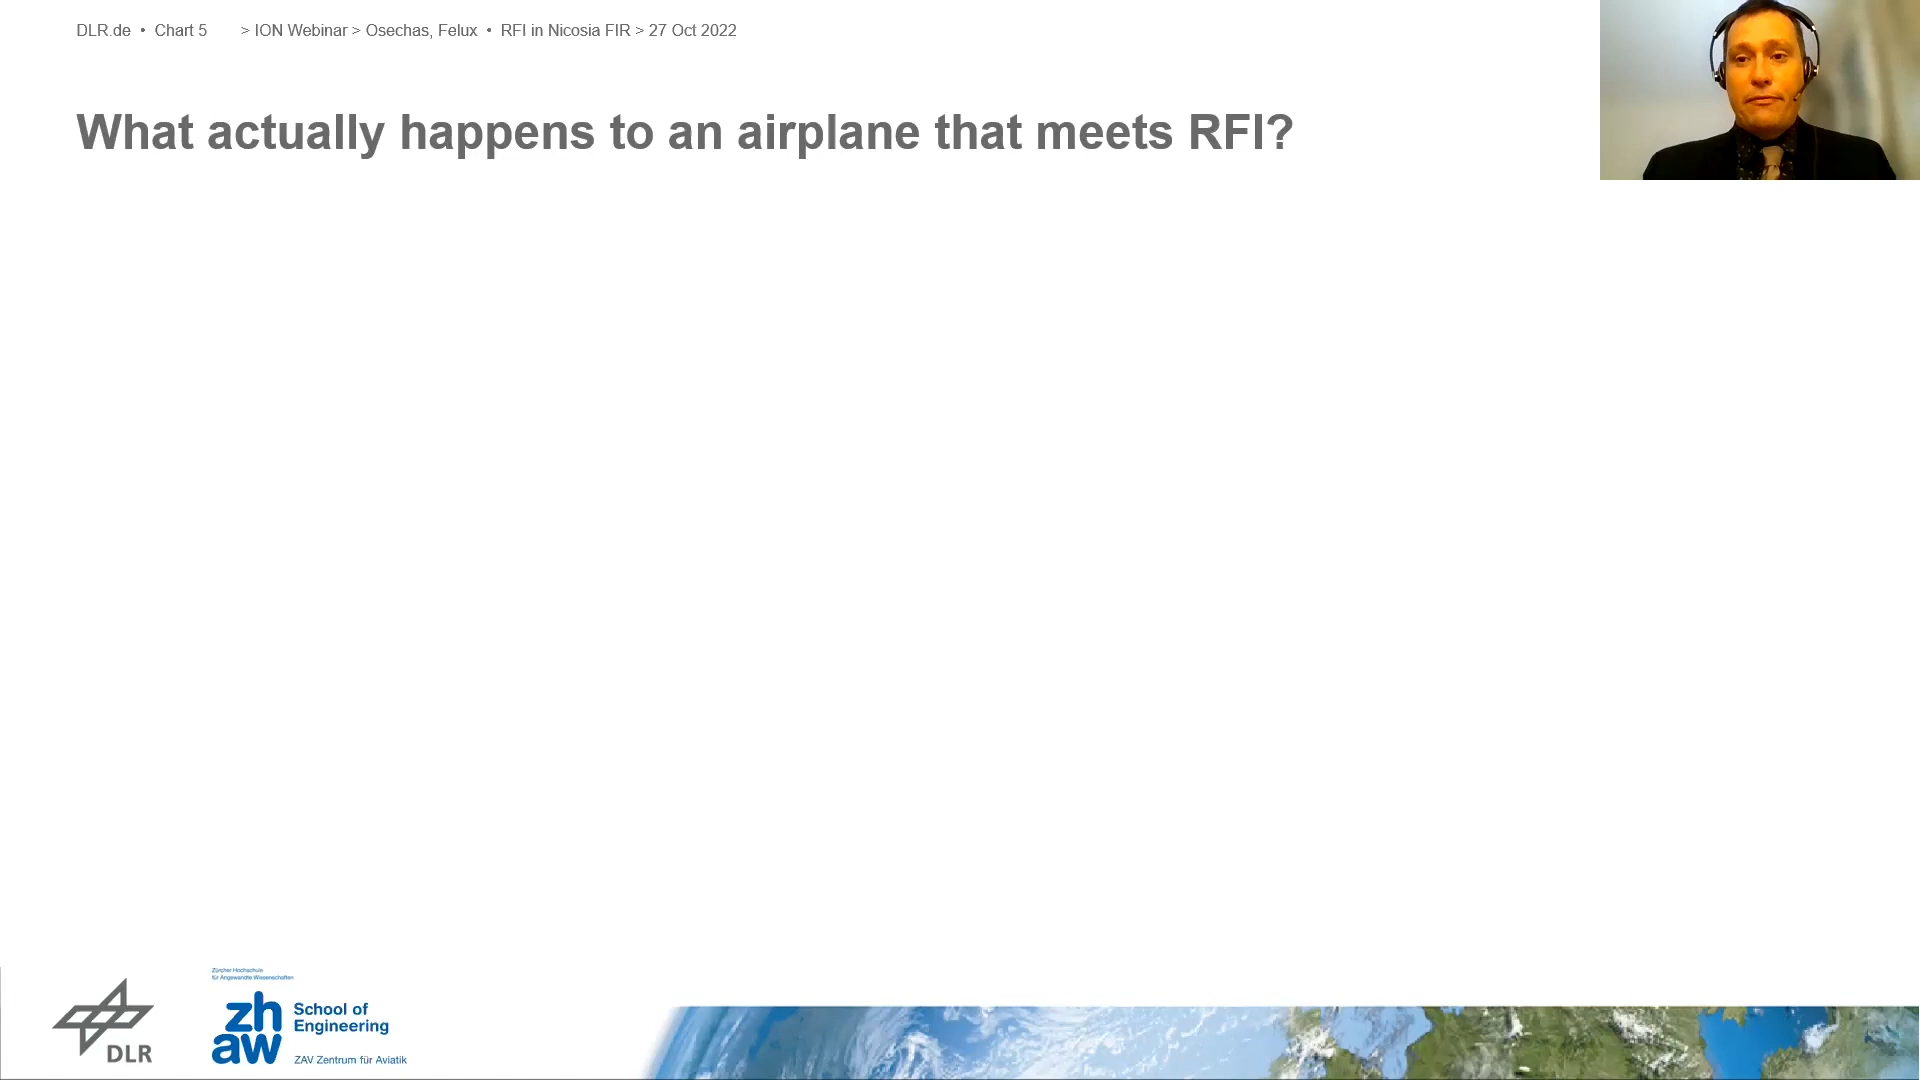 DLR.de • Chart 5 > ION Webinar > Osechas, Felux • RFI in Nicosia FIR > 27 Oct 2022
What actually happens to an airplane that meets RFI?
Zürcher Hochschule
für Angewandte Wissenschaften
zh
aw
School of
Engineering
ZAV Zentrum für Aviatik
DLR